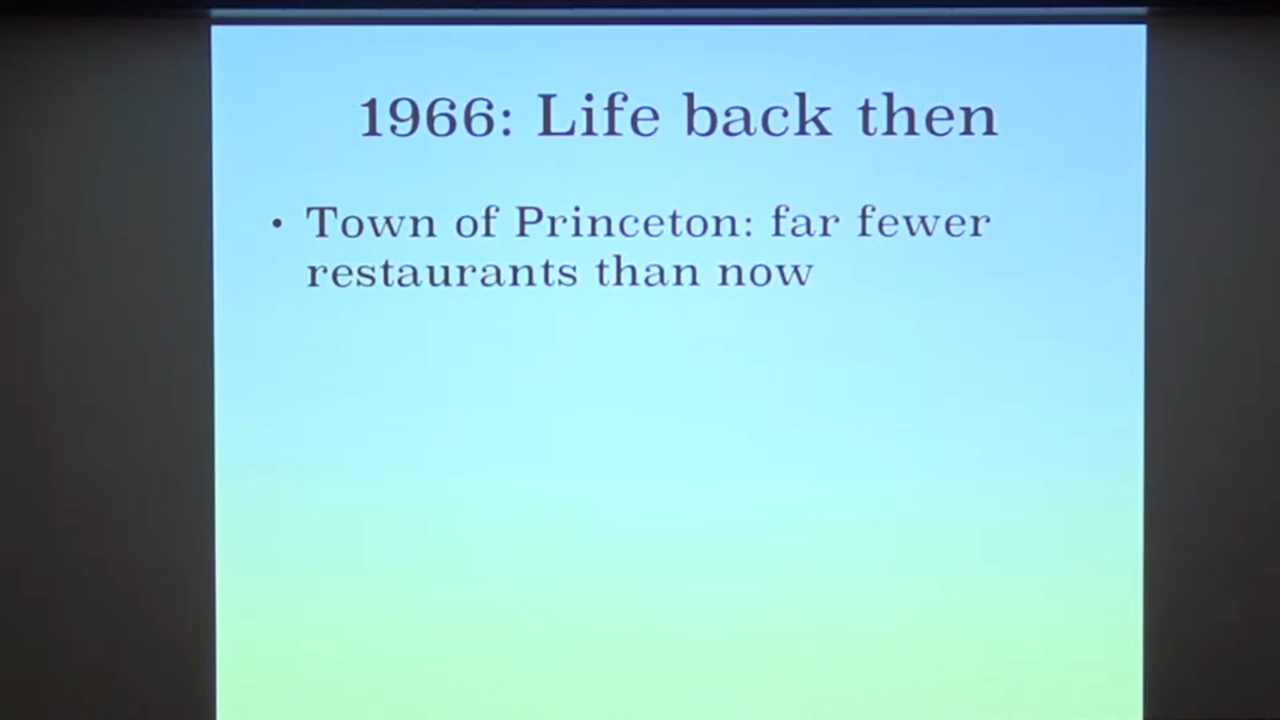 1966: Life back then
• Town of Princeton: far fewer
restaurants than now